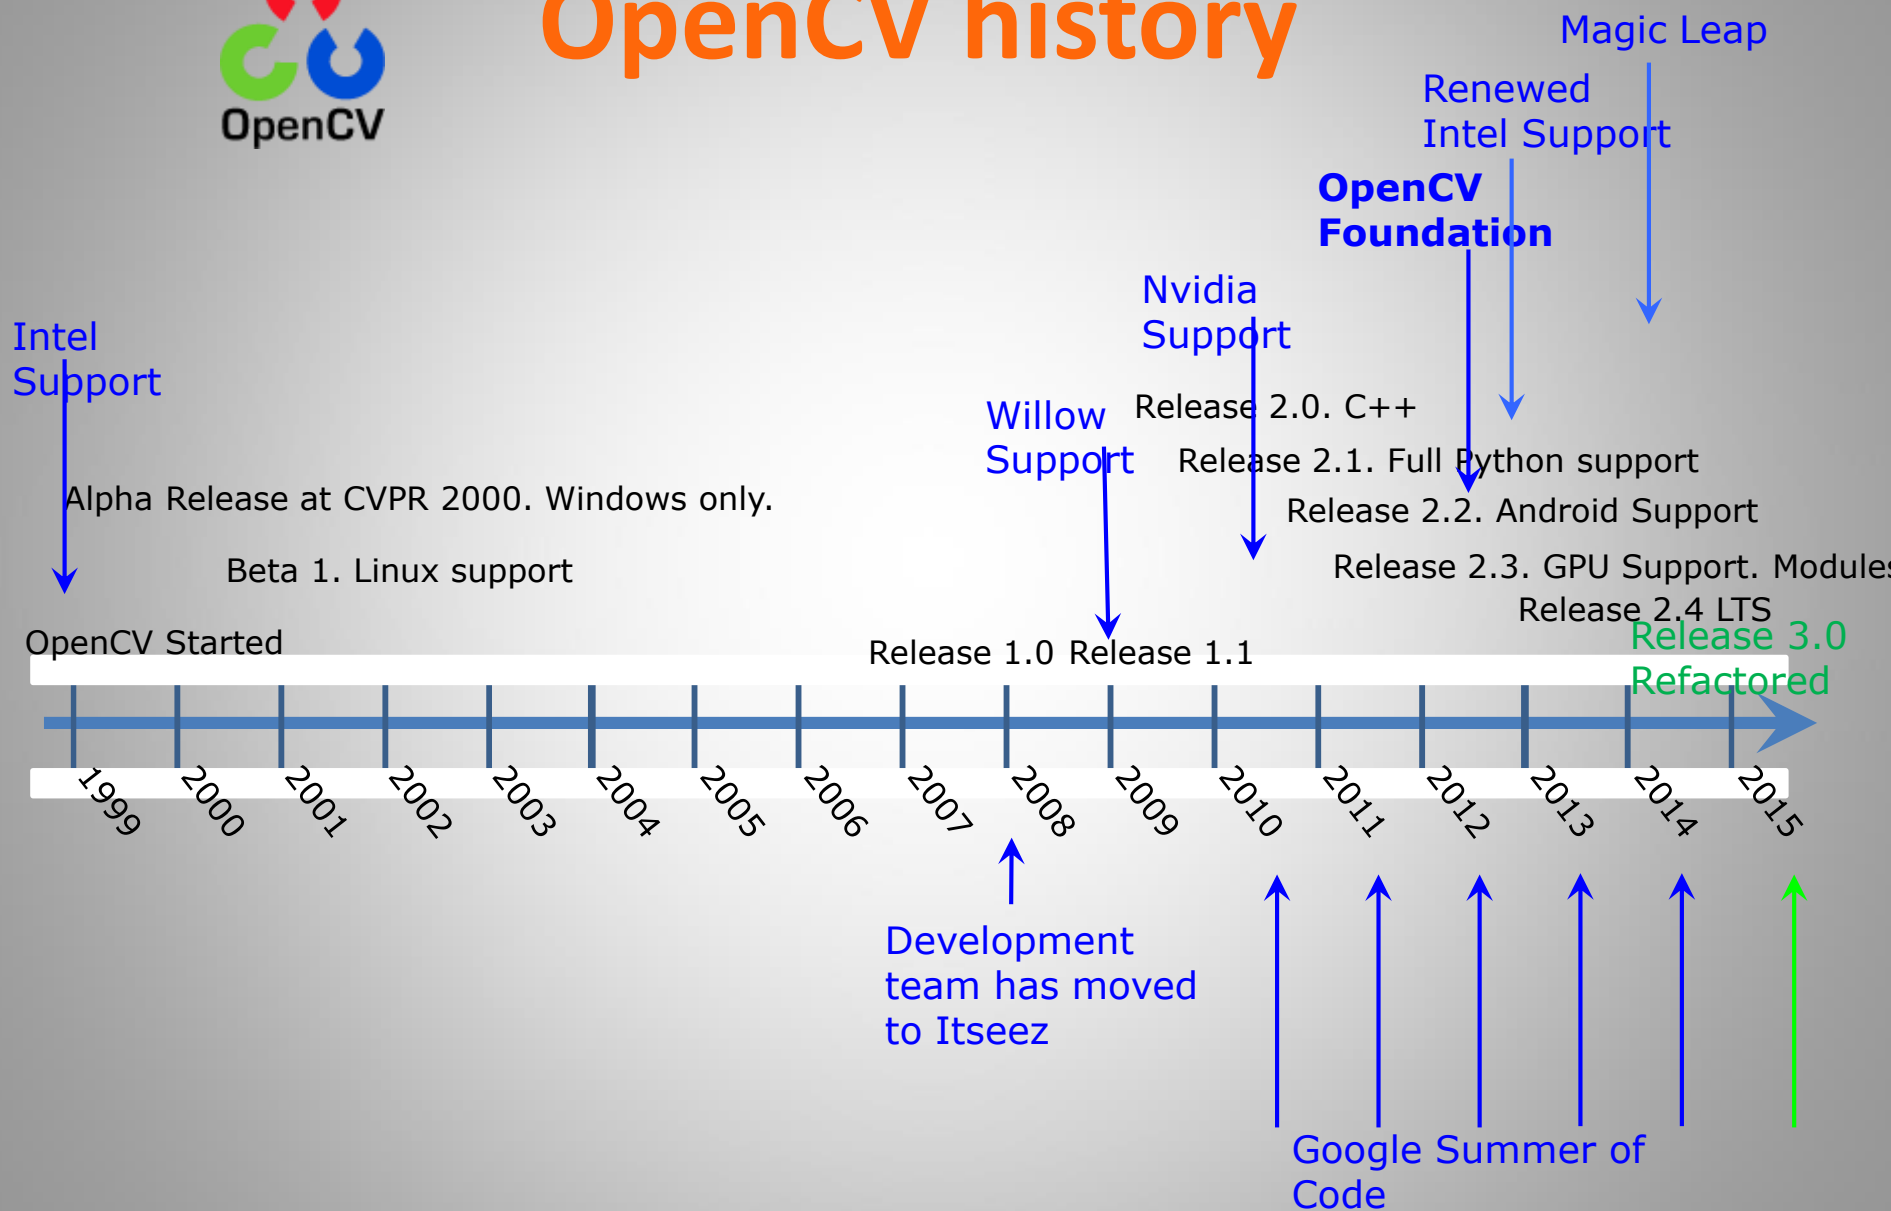 OpenCV history
OpenCV
Magic Leap
Renewed
Intel Support
OpenCV
Foundation
Nvidia
Support
Intel
Support
Willow
Support
Release 2.0. C++
Release 2.1. Full Python support
Alpha Release at CVPR 2000. Windows only.
Release 2.2. Android Support
Beta 1. Linux support
Release 2.3. GPU Support. Modules
Release 2.4 LTS
OpenCV Started
Release 1.0
Release 1.1
Release 3.0
Refactored
1999
2000
2001
2002
2003
2004
2005
2006
2007
2008
2009
2010
2011
2012
2013
2014
2015
Development
team has moved
to Itseez
Google Summer of
Code